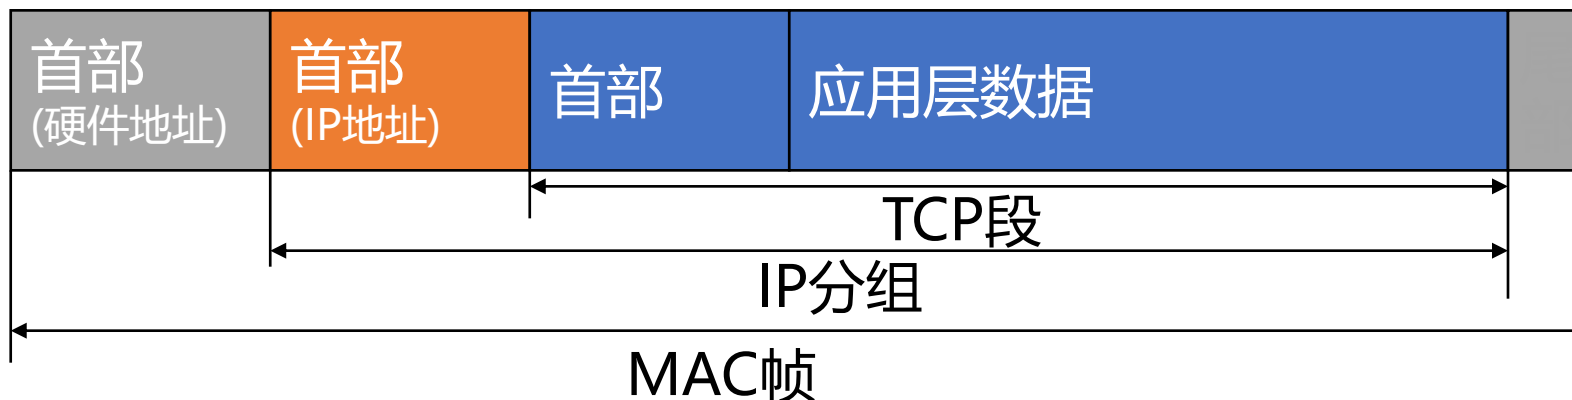 首部
(硬件地址)
首部
(IP地址)
首部
应用层数据
TCP段
IP分组
MAC帧